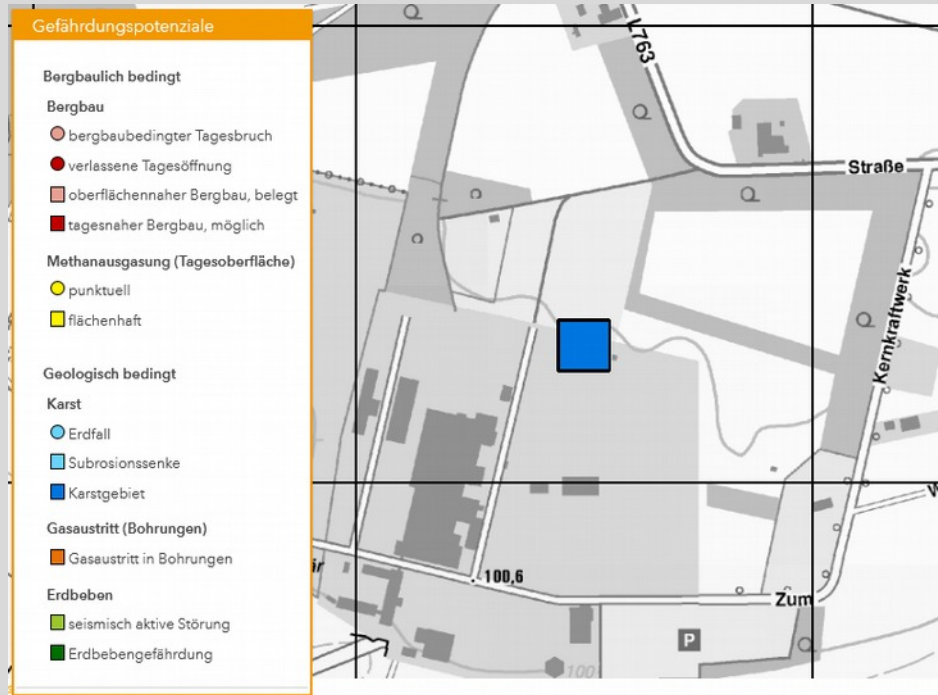 Gefährdungspotenziale
Bergbaulich bedingt
Bergbau
bergbaubedingter Tagesbruch
verlassene Tagesöffnung
oberflächennaher Bergbau, belegt
tagesnaher Bergbau, möglich
Methanausgasung (Tagesoberfläche)
punktuell
flächenhaft
Geologisch bedingt
Karst
Erdfall
Subrosionssenke
Karstgebiet
Gasaustritt (Bohrungen)
Gasaustritt in Bohrungen
Erdbeben
seismisch aktive Störung
Erdbebengefährdung
L763
Straße
Kernkraftwerk
100,6
Zum
P
100